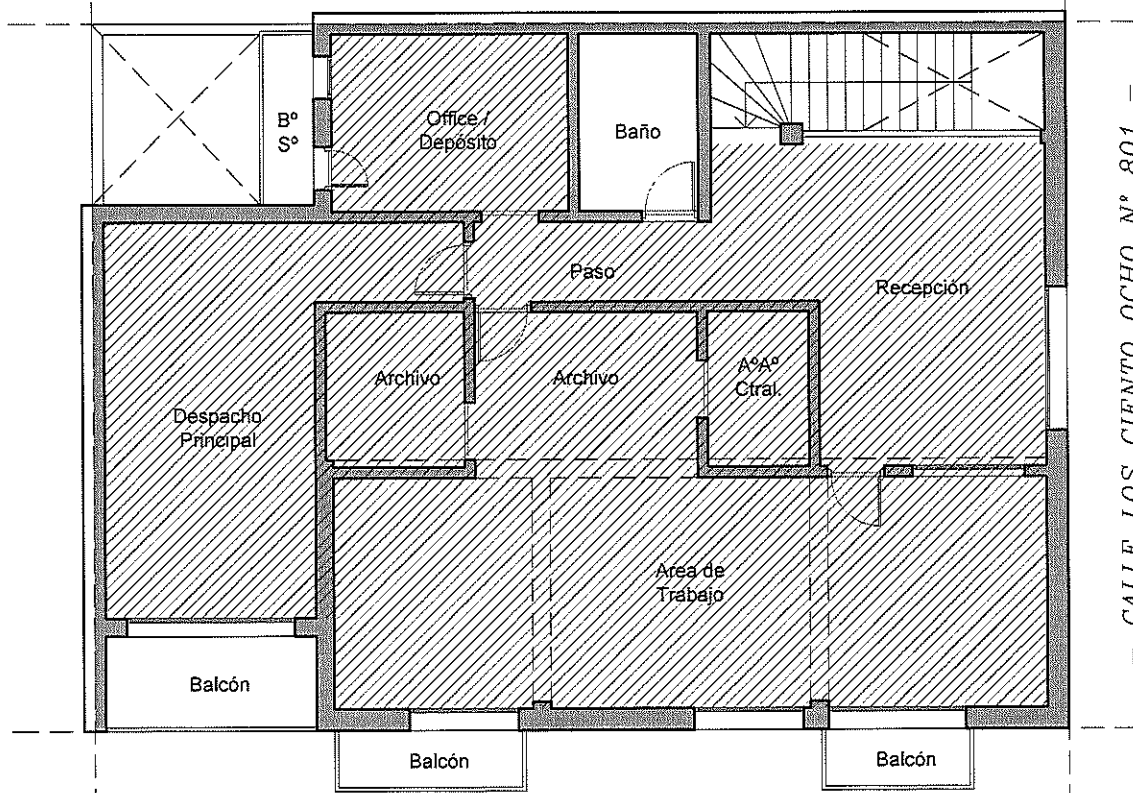 Bº
Sº
Office /
Depósito
Baño
Paso
Recepción
Archivo
Archivo
AºAº
Ctral.
Despacho
Principal
Area de
Trabajo
Balcón
Balcón
Balcón
— CALLE LOS CIENTO OCHO Nº 801 —